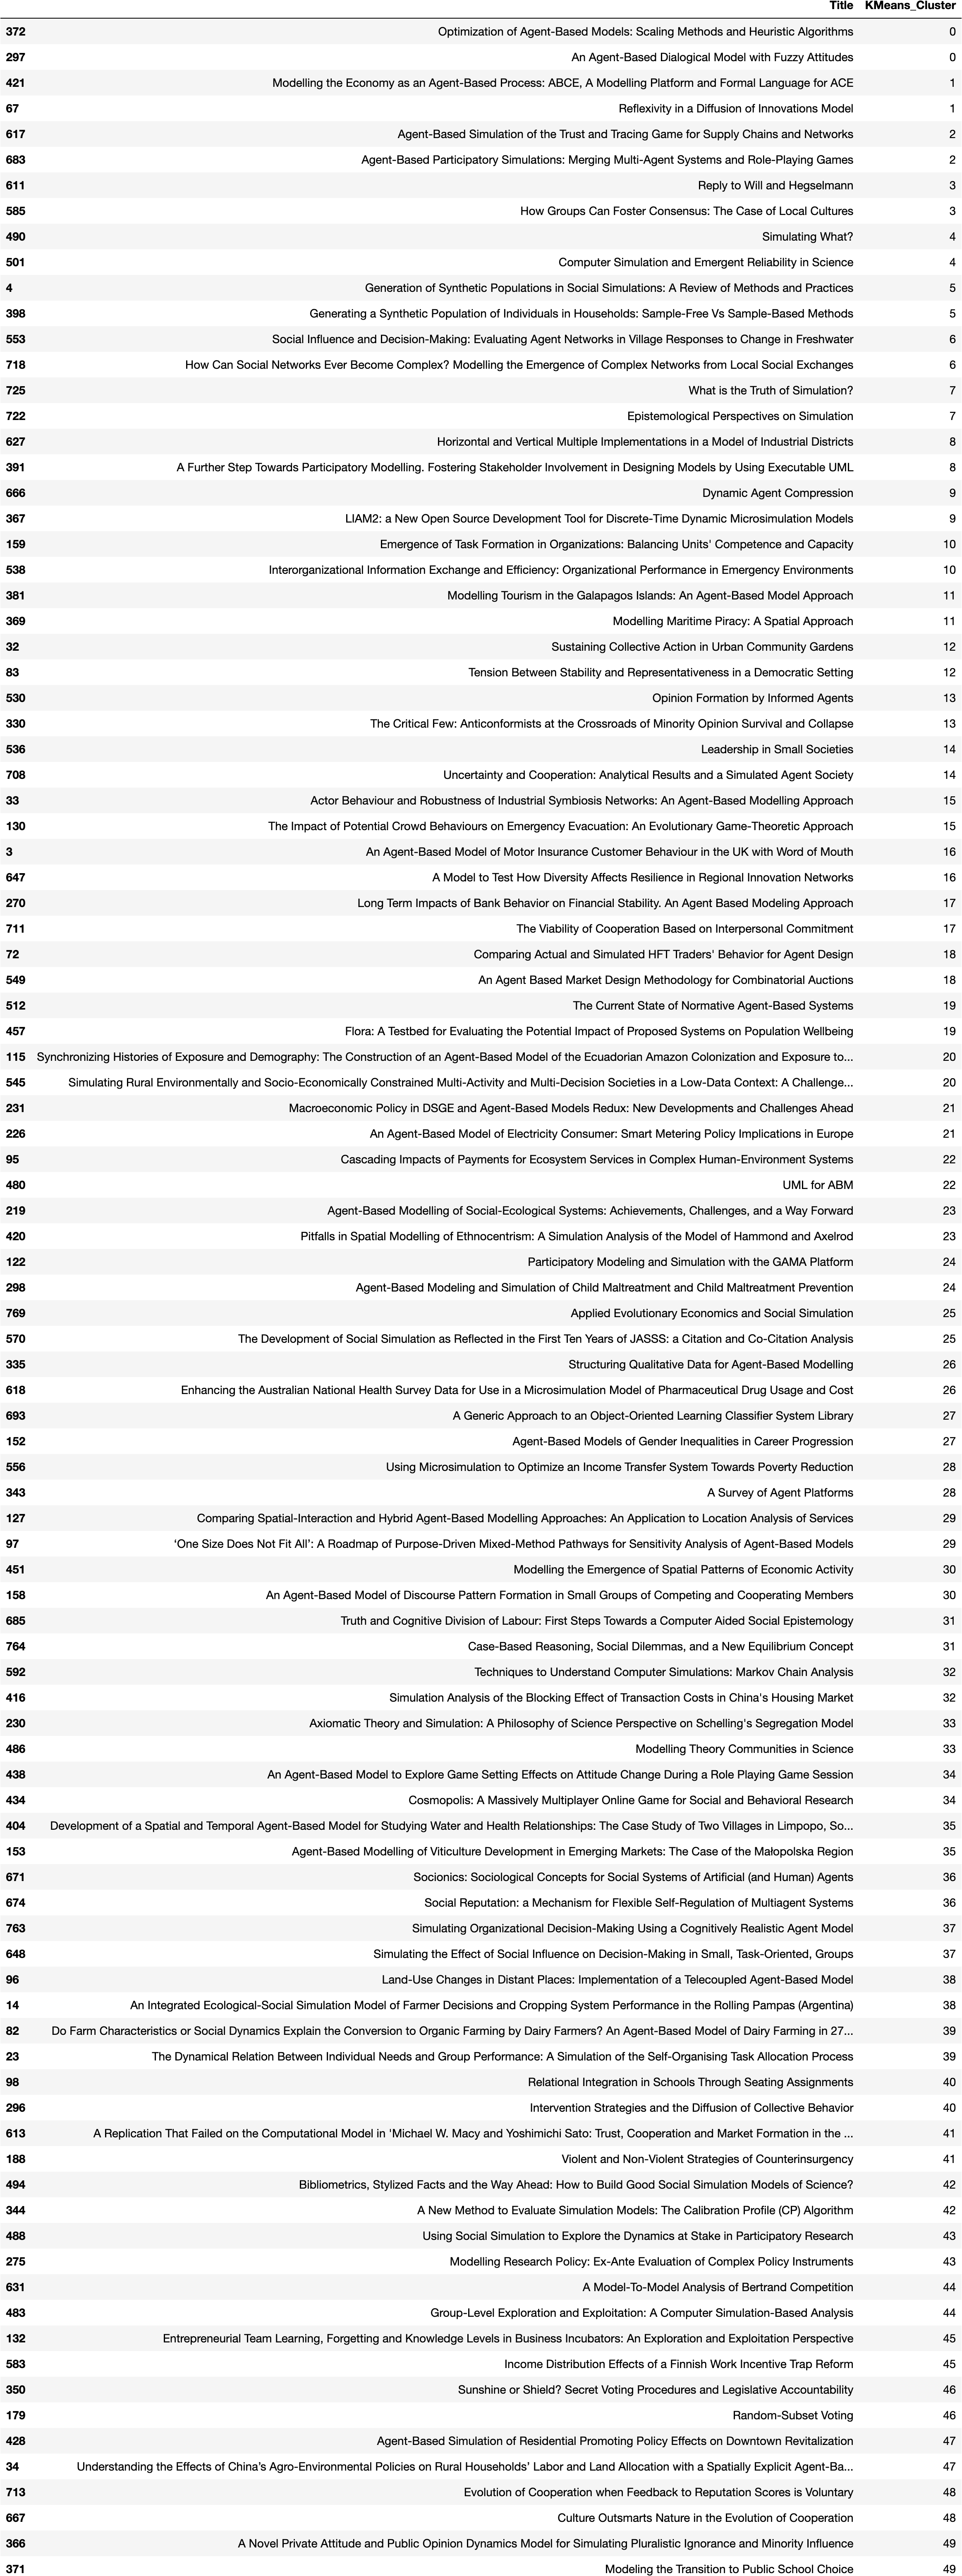 Title KMeans_Cluster
372 Optimization of Agent-Based Models: Scaling Methods and Heuristic Algorithms 0
297 An Agent-Based Dialogical Model with Fuzzy Attitudes 0
421 Modelling the Economy as an Agent-Based Process: ABCE, A Modelling Platform and Formal Language for ACE 1
67 Reflexivity in a Diffusion of Innovations Model 1
617 Agent-Based Simulation of the Trust and Tracing Game for Supply Chains and Networks 2
683 Agent-Based Participatory Simulations: Merging Multi-Agent Systems and Role-Playing Games 2
611 Reply to Will and Hegselmann 3
585 How Groups Can Foster Consensus: The Case of Local Cultures 3
490 Simulating What? 4
501 Computer Simulation and Emergent Reliability in Science 4
4 Generation of Synthetic Populations in Social Simulations: A Review of Methods and Practices 5
398 Generating a Synthetic Population of Individuals in Households: Sample-Free Vs Sample-Based Methods 5
553 Social Influence and Decision-Making: Evaluating Agent Networks in Village Responses to Change in Freshwater 6
718 How Can Social Networks Ever Become Complex? Modelling the Emergence of Complex Networks from Local Social Exchanges 6
725 What is the Truth of Simulation? 7
722 Epistemological Perspectives on Simulation 7
627 Horizontal and Vertical Multiple Implementations in a Model of Industrial Districts 8
391 A Further Step Towards Participatory Modelling. Fostering Stakeholder Involvement in Designing Models by Using Executable UML 8
666 Dynamic Agent Compression 9
367 LIAM2: a New Open Source Development Tool for Discrete-Time Dynamic Microsimulation Models 9
159 Emergence of Task Formation in Organizations: Balancing Units' Competence and Capacity 10
538 Interorganizational Information Exchange and Efficiency: Organizational Performance in Emergency Environments 10
381 Modelling Tourism in the Galapagos Islands: An Agent-Based Model Approach 11
369 Modelling Maritime Piracy: A Spatial Approach 11
32 Sustaining Collective Action in Urban Community Gardens 12
83 Tension Between Stability and Representativeness in a Democratic Setting 12
530 Opinion Formation by Informed Agents 13
330 The Critical Few: Anticonformists at the Crossroads of Minority Opinion Survival and Collapse 13
536 Leadership in Small Societies 14
708 Uncertainty and Cooperation: Analytical Results and a Simulated Agent Society 14
33 Actor Behaviour and Robustness of Industrial Symbiosis Networks: An Agent-Based Modelling Approach 15
130 The Impact of Potential Crowd Behaviours on Emergency Evacuation: An Evolutionary Game-Theoretic Approach 15
3 An Agent-Based Model of Motor Insurance Customer Behaviour in the UK with Word of Mouth 16
647 A Model to Test How Diversity Affects Resilience in Regional Innovation Networks 16
270 Long Term Impacts of Bank Behavior on Financial Stability. An Agent Based Modeling Approach 17
711 The Viability of Cooperation Based on Interpersonal Commitment 17
72 Comparing Actual and Simulated HFT Traders' Behavior for Agent Design 18
549 An Agent Based Market Design Methodology for Combinatorial Auctions 18
512 The Current State of Normative Agent-Based Systems 19
457 Flora: A Testbed for Evaluating the Potential Impact of Proposed Systems on Population Wellbeing 19
115 Synchronizing Histories of Exposure and Demography: The Construction of an Agent-Based Model of the Ecuadorian Amazon Colonization and Exposure to... 20
545 Simulating Rural Environmentally and Socio-Economically Constrained Multi-Activity and Multi-Decision Societies in a Low-Data Context: A Challenge... 20
231 Macroeconomic Policy in DSGE and Agent-Based Models Redux: New Developments and Challenges Ahead 21
226 An Agent-Based Model of Electricity Consumer: Smart Metering Policy Implications in Europe 21
95 Cascading Impacts of Payments for Ecosystem Services in Complex Human-Environment Systems 22
480 UML for ABM 22
219 Agent-Based Modelling of Social-Ecological Systems: Achievements, Challenges, and a Way Forward 23
420 Pitfalls in Spatial Modelling of Ethnocentrism: A Simulation Analysis of the Model of Hammond and Axelrod 23
122 Participatory Modeling and Simulation with the GAMA Platform 24
298 Agent-Based Modeling and Simulation of Child Maltreatment and Child Maltreatment Prevention 24
769 Applied Evolutionary Economics and Social Simulation 25
570 The Development of Social Simulation as Reflected in the First Ten Years of JASSS: a Citation and Co-Citation Analysis 25
335 Structuring Qualitative Data for Agent-Based Modelling 26
618 Enhancing the Australian National Health Survey Data for Use in a Microsimulation Model of Pharmaceutical Drug Usage and Cost 26
693 A Generic Approach to an Object-Oriented Learning Classifier System Library 27
152 Agent-Based Models of Gender Inequalities in Career Progression 27
556 Using Microsimulation to Optimize an Income Transfer System Towards Poverty Reduction 28
343 A Survey of Agent Platforms 28
127 Comparing Spatial-Interaction and Hybrid Agent-Based Modelling Approaches: An Application to Location Analysis of Services 29
97 ‘One Size Does Not Fit All’: A Roadmap of Purpose-Driven Mixed-Method Pathways for Sensitivity Analysis of Agent-Based Models 29
451 Modelling the Emergence of Spatial Patterns of Economic Activity 30
158 An Agent-Based Model of Discourse Pattern Formation in Small Groups of Competing and Cooperating Members 30
685 Truth and Cognitive Division of Labour: First Steps Towards a Computer Aided Social Epistemology 31
764 Case-Based Reasoning, Social Dilemmas, and a New Equilibrium Concept 31
592 Techniques to Understand Computer Simulations: Markov Chain Analysis 32
416 Simulation Analysis of the Blocking Effect of Transaction Costs in China's Housing Market 32
230 Axiomatic Theory and Simulation: A Philosophy of Science Perspective on Schelling's Segregation Model 33
486 Modelling Theory Communities in Science 33
438 An Agent-Based Model to Explore Game Setting Effects on Attitude Change During a Role Playing Game Session 34
434 Cosmopolis: A Massively Multiplayer Online Game for Social and Behavioral Research 34
404 Development of a Spatial and Temporal Agent-Based Model for Studying Water and Health Relationships: The Case Study of Two Villages in Limpopo, So... 35
153 Agent-Based Modelling of Viticulture Development in Emerging Markets: The Case of the Małopolska Region 35
671 Socionics: Sociological Concepts for Social Systems of Artificial (and Human) Agents 36
674 Social Reputation: a Mechanism for Flexible Self-Regulation of Multiagent Systems 36
763 Simulating Organizational Decision-Making Using a Cognitively Realistic Agent Model 37
648 Simulating the Effect of Social Influence on Decision-Making in Small, Task-Oriented, Groups 37
96 Land-Use Changes in Distant Places: Implementation of a Telecoupled Agent-Based Model 38
14 An Integrated Ecological-Social Simulation Model of Farmer Decisions and Cropping System Performance in the Rolling Pampas (Argentina) 38
82 Do Farm Characteristics or Social Dynamics Explain the Conversion to Organic Farming by Dairy Farmers? An Agent-Based Model of Dairy Farming in 27... 39
23 The Dynamical Relation Between Individual Needs and Group Performance: A Simulation of the Self-Organising Task Allocation Process 39
98 Relational Integration in Schools Through Seating Assignments 40
296 Intervention Strategies and the Diffusion of Collective Behavior 40
613 A Replication That Failed on the Computational Model in 'Michael W. Macy and Yoshimichi Sato: Trust, Cooperation and Market Formation in the ... 41
188 Violent and Non-Violent Strategies of Counterinsurgency 41
494 Bibliometrics, Stylized Facts and the Way Ahead: How to Build Good Social Simulation Models of Science? 42
344 A New Method to Evaluate Simulation Models: The Calibration Profile (CP) Algorithm 42
488 Using Social Simulation to Explore the Dynamics at Stake in Participatory Research 43
275 Modelling Research Policy: Ex-Ante Evaluation of Complex Policy Instruments 43
631 A Model-To-Model Analysis of Bertrand Competition 44
483 Group-Level Exploration and Exploitation: A Computer Simulation-Based Analysis 44
132 Entrepreneurial Team Learning, Forgetting and Knowledge Levels in Business Incubators: An Exploration and Exploitation Perspective 45
583 Income Distribution Effects of a Finnish Work Incentive Trap Reform 45
350 Sunshine or Shield? Secret Voting Procedures and Legislative Accountability 46
179 Random-Subset Voting 46
428 Agent-Based Simulation of Residential Promoting Policy Effects on Downtown Revitalization 47
34 Understanding the Effects of China’s Agro-Environmental Policies on Rural Households’ Labor and Land Allocation with a Spatially Explicit Agent-Ba... 47
713 Evolution of Cooperation when Feedback to Reputation Scores is Voluntary 48
667 Culture Outsmarts Nature in the Evolution of Cooperation 48
366 A Novel Private Attitude and Public Opinion Dynamics Model for Simulating Pluralistic Ignorance and Minority Influence 49
371 Modeling the Transition to Public School Choice 49